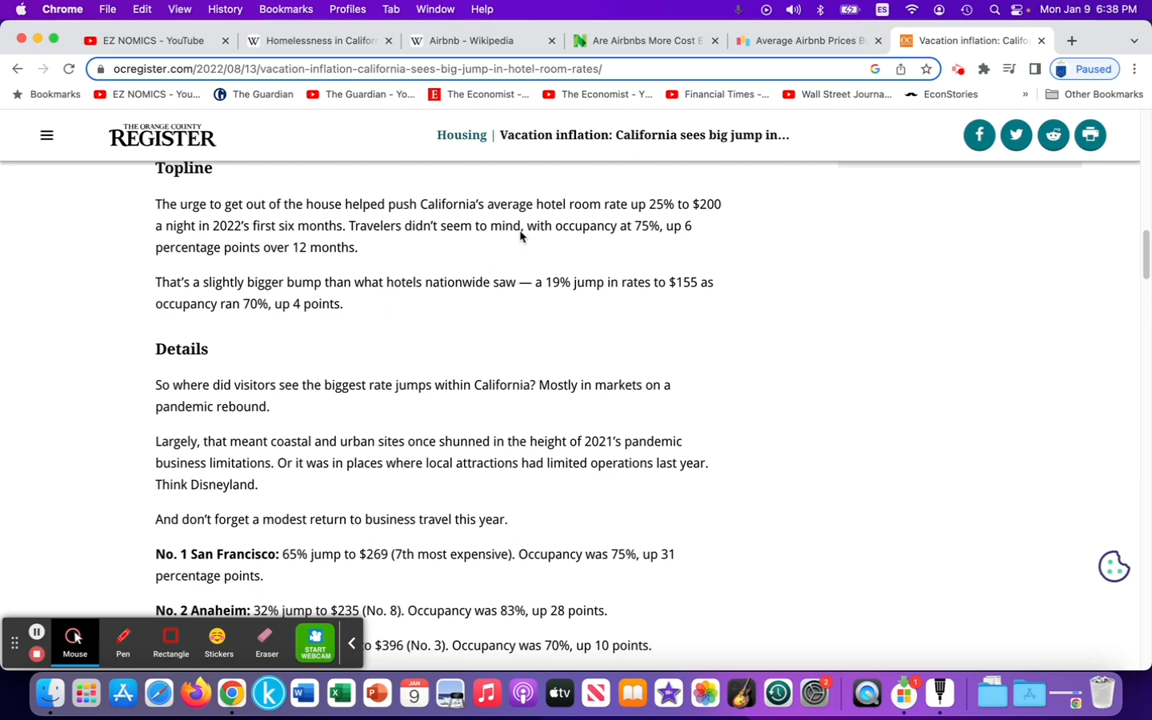 Chrome File Edit View History Bookmarks Profiles Tab Window Help ES Mon Jan 9 6:38 PM
EZ NOMICS - YouTube Homelessness in Califor Airbnb - Wikipedia Are Airbnbs More Cost E Average Airbnb Prices B Vacation inflation: Califo
ocregister.com/2022/08/13/vacation-inflation-california-sees-big-jump-in-hotel-room-rates/ Paused
Bookmarks EZ NOMICS - You... The Guardian The Guardian - Yo... The Economist -... The Economist - Y... Financial Times -... Wall Street Journa... EconStories » Other Bookmarks
THE ORANGE COUNTY
REGISTER
Housing | Vacation inflation: California sees big jump in...
Topline
The urge to get out of the house helped push California's average hotel room rate up 25% to $200
a night in 2022's first six months. Travelers didn't seem to mind, with occupancy at 75%, up 6
percentage points over 12 months.
That's a slightly bigger bump than what hotels nationwide saw — a 19% jump in rates to $155 as
occupancy ran 70%, up 4 points.
Details
So where did visitors see the biggest rate jumps within California? Mostly in markets on a
pandemic rebound.
Largely, that meant coastal and urban sites once shunned in the height of 2021's pandemic
business limitations. Or it was in places where local attractions had limited operations last year.
Think Disneyland.
And don't forget a modest return to business travel this year.
No. 1 San Francisco: 65% jump to $269 (7th most expensive). Occupancy was 75%, up 31
percentage points.
No. 2 Anaheim: 32% jump to $235 (No. 8). Occupancy was 83%, up 28 points.
o $396 (No. 3). Occupancy was 70%, up 10 points.
Mouse Pen Rectangle Stickers Eraser START
WEBCAM
JAN
9
2
1